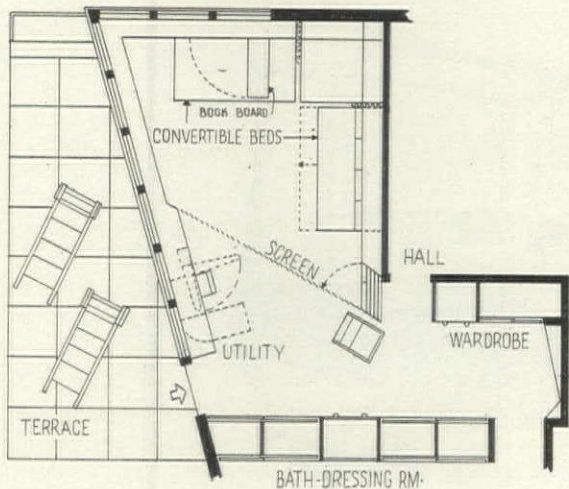 BOOK BOARD
CONVERTIBLE BEDS
SCREEN
HALL
WARDROBE
UTILITY
TERRACE
BATH-DRESSING RM.